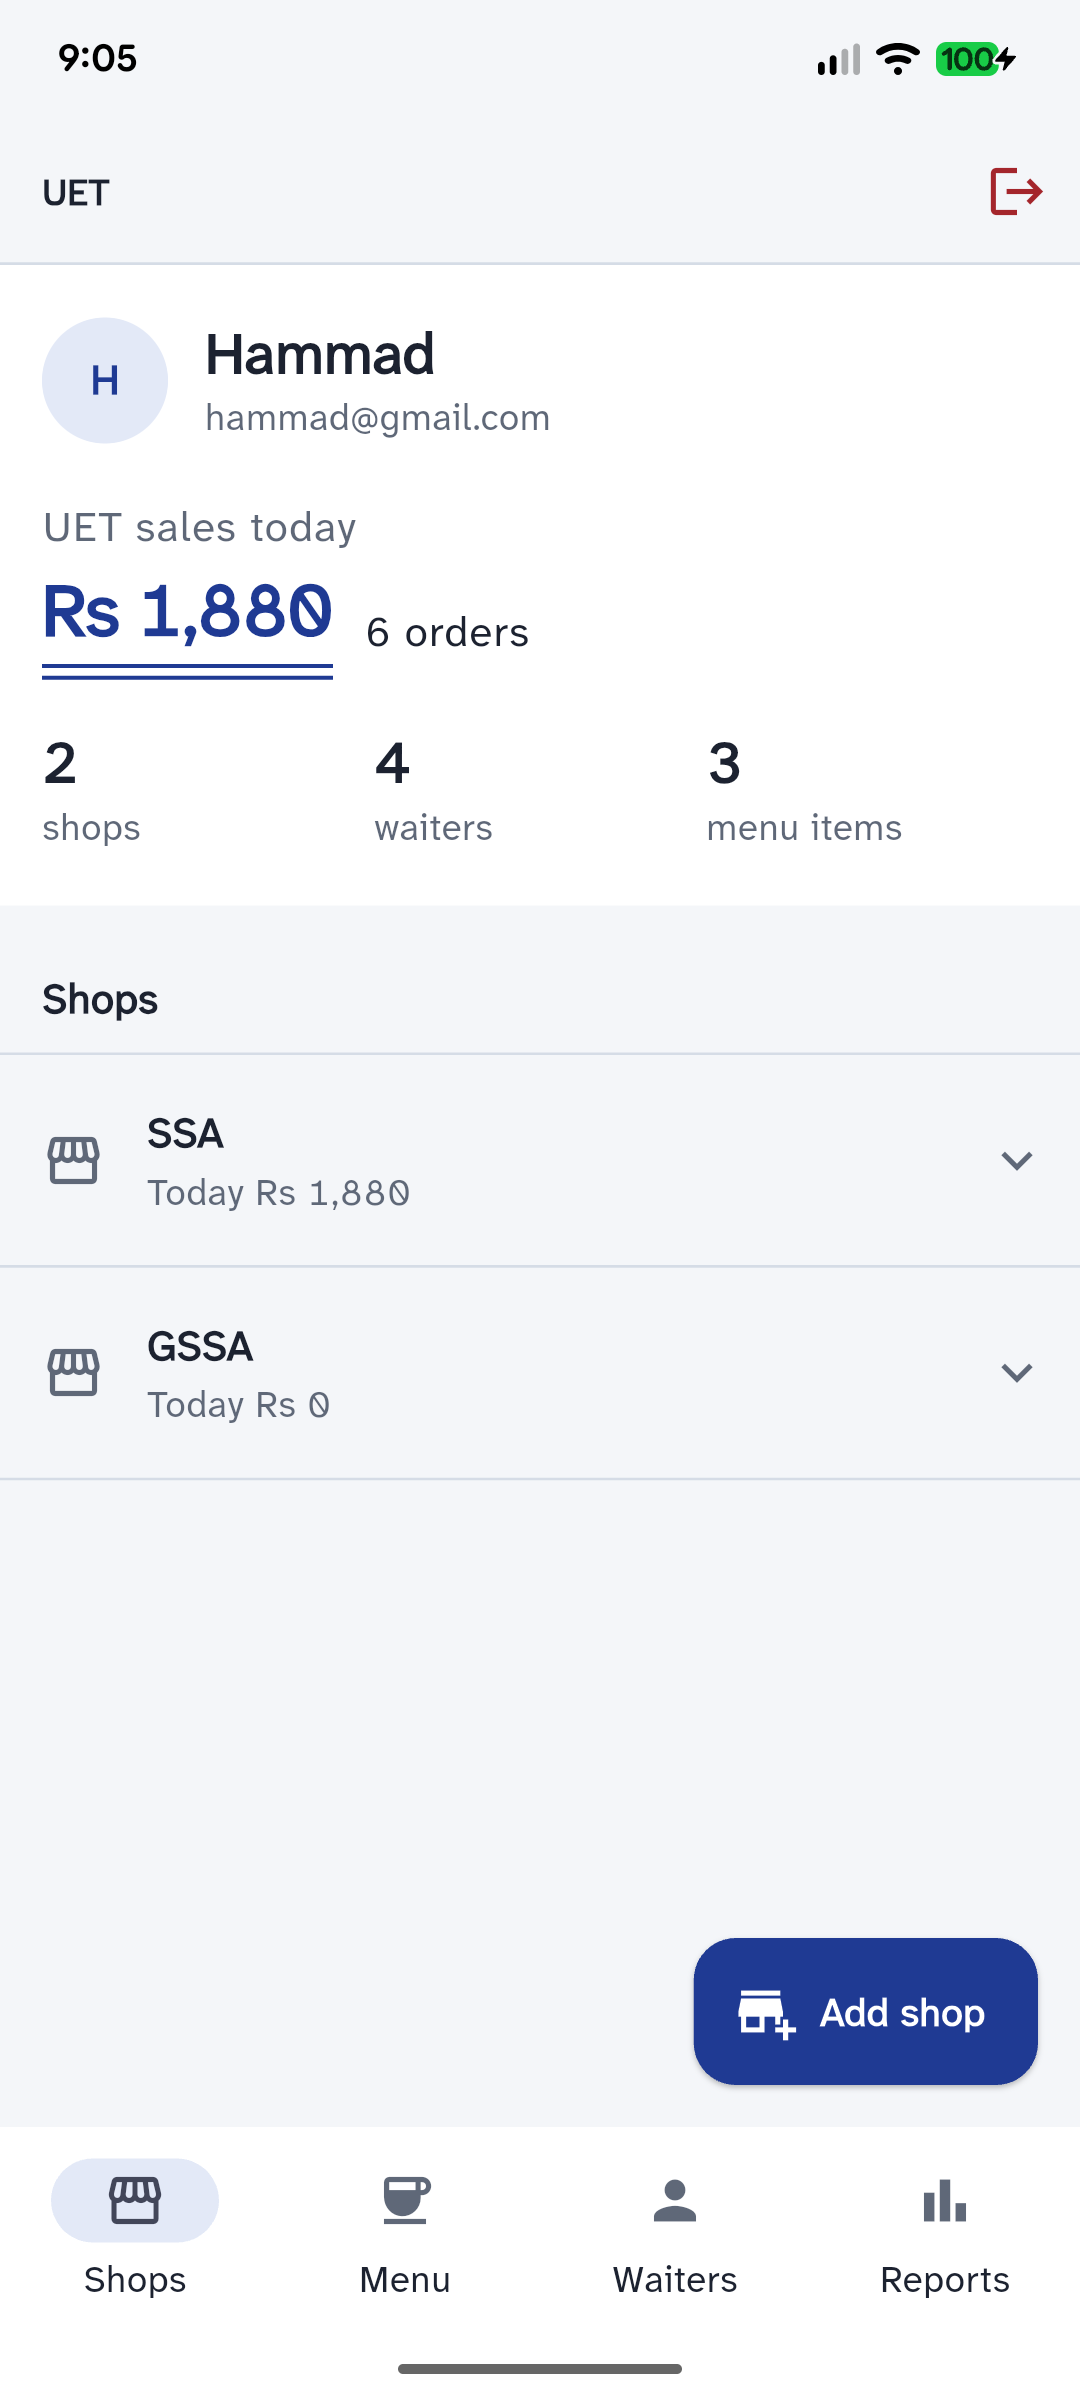 9:05
100
UET
H
Hammad
hammad@gmail.com
UET sales today
Rs 1,880 6 orders
2 4 3
shops waiters menu items
Shops
SSA
Today Rs 1,880
GSSA
Today Rs 0
Add shop
Shops Menu Waiters Reports